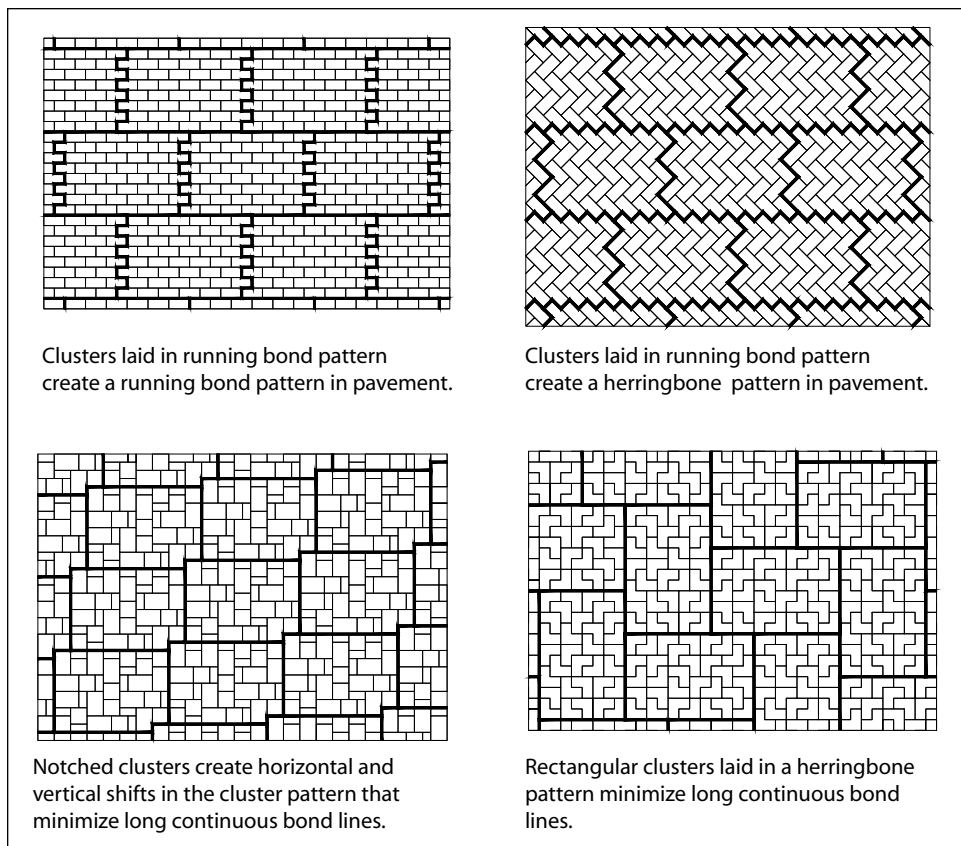 Clusters laid in running bond pattern
create a running bond pattern in pavement.
Clusters laid in running bond pattern
create a herringbone  pattern in pavement.
Notched clusters create horizontal and
vertical shifts in the cluster pattern that
minimize long continuous bond lines.
Rectangular clusters laid in a herringbone
pattern minimize long continuous bond
lines.